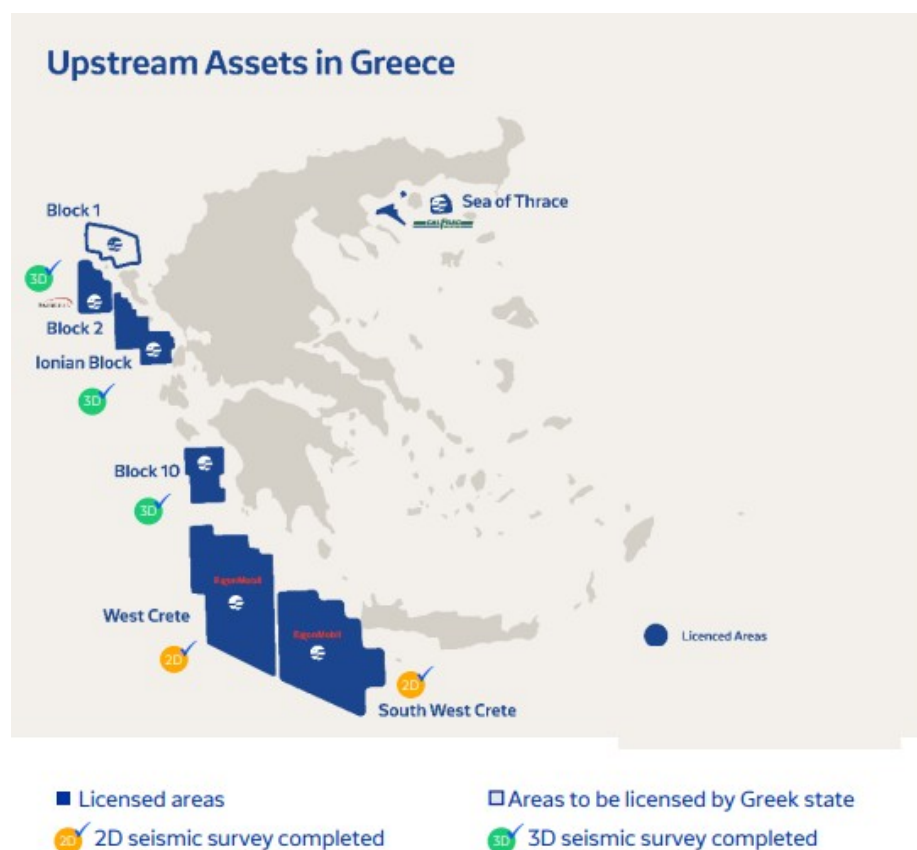 Upstream Assets in Greece
Sea of Thrace
Block 1
3D
Block 2
Ionian Block
3D
Block 10
3D
ExxonMobil
West Crete
ExxonMobil
2D
2D
South West Crete
Licenced Areas
Licensed areas
Areas to be licensed by Greek state
2D 2D seismic survey completed
3D 3D seismic survey completed